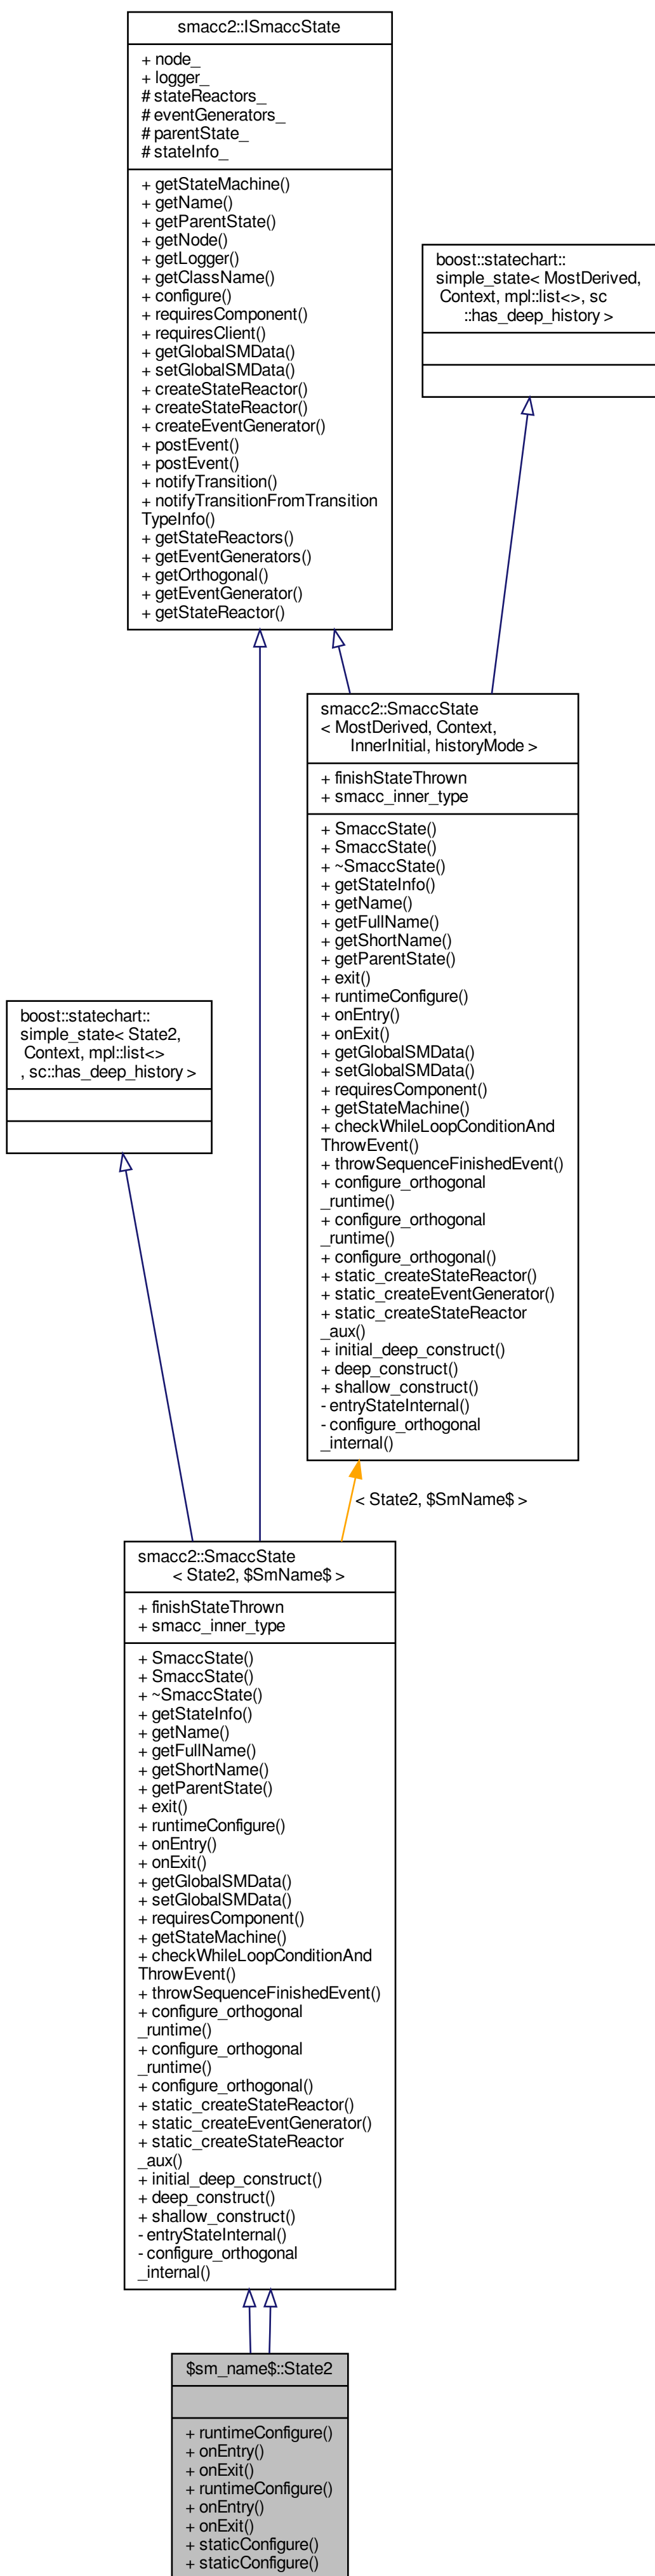 smacc2::ISmaccState
+ node_
+ logger_
# stateReactors_
# eventGenerators_
# parentState_
# stateInfo_
+ getStateMachine()
+ getName()
+ getParentState()
+ getNode()
+ getLogger()
+ getClassName()
+ configure()
+ requiresComponent()
+ requiresClient()
+ getGlobalSMData()
+ setGlobalSMData()
+ createStateReactor()
+ createStateReactor()
+ createEventGenerator()
+ postEvent()
+ postEvent()
+ notifyTransition()
+ notifyTransitionFromTransition
TypeInfo()
+ getStateReactors()
+ getEventGenerators()
+ getOrthogonal()
+ getEventGenerator()
+ getStateReactor()
boost::statechart::
simple_state< MostDerived,
Context, mpl::list<>, sc
::has_deep_history >
smacc2::SmaccState
< MostDerived, Context,
InnerInitial, historyMode >
+ finishStateThrown
+ smacc_inner_type
+ SmaccState()
+ SmaccState()
+ ~SmaccState()
+ getStateInfo()
+ getName()
+ getFullName()
+ getShortName()
+ getParentState()
+ exit()
+ runtimeConfigure()
+ onEntry()
+ onExit()
+ getGlobalSMData()
+ setGlobalSMData()
+ requiresComponent()
+ getStateMachine()
+ checkWhileLoopConditionAnd
ThrowEvent()
+ throwSequenceFinishedEvent()
+ configure_orthogonal
_runtime()
+ configure_orthogonal
_runtime()
+ configure_orthogonal()
+ static_createStateReactor()
+ static_createEventGenerator()
+ static_createStateReactor
_aux()
+ initial_deep_construct()
+ deep_construct()
+ shallow_construct()
- entryStateInternal()
- configure_orthogonal
_internal()
boost::statechart::
simple_state< State2,
Context, mpl::list<>
, sc::has_deep_history >
< State2, $SmName$ >
smacc2::SmaccState
< State2, $SmName$ >
+ finishStateThrown
+ smacc_inner_type
+ SmaccState()
+ SmaccState()
+ ~SmaccState()
+ getStateInfo()
+ getName()
+ getFullName()
+ getShortName()
+ getParentState()
+ exit()
+ runtimeConfigure()
+ onEntry()
+ onExit()
+ getGlobalSMData()
+ setGlobalSMData()
+ requiresComponent()
+ getStateMachine()
+ checkWhileLoopConditionAnd
ThrowEvent()
+ throwSequenceFinishedEvent()
+ configure_orthogonal
_runtime()
+ configure_orthogonal
_runtime()
+ configure_orthogonal()
+ static_createStateReactor()
+ static_createEventGenerator()
+ static_createStateReactor
_aux()
+ initial_deep_construct()
+ deep_construct()
+ shallow_construct()
- entryStateInternal()
- configure_orthogonal
_internal()
$sm_name$::State2
+ runtimeConfigure()
+ onEntry()
+ onExit()
+ runtimeConfigure()
+ onEntry()
+ onExit()
+ staticConfigure()
+ staticConfigure()